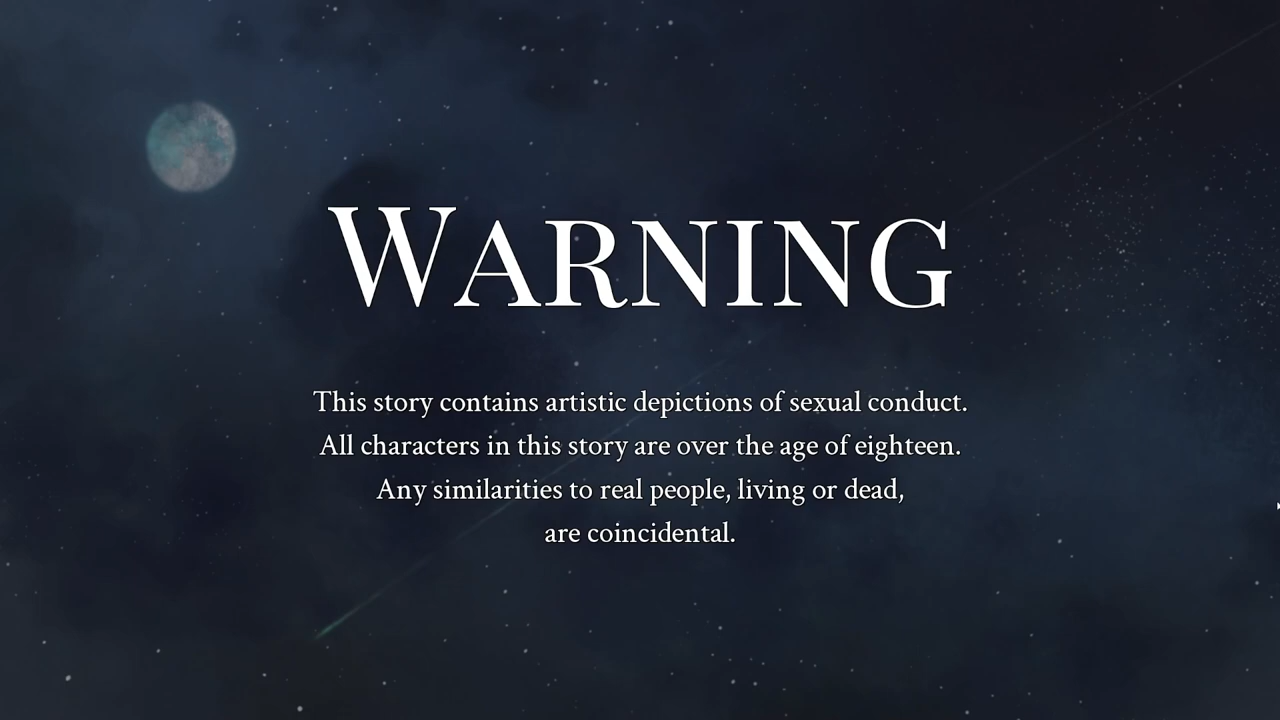 Warning
This story contains artistic depictions of sexual conduct.
All characters in this story are over the age of eighteen.
Any similarities to real people, living or dead,
are coincidental.